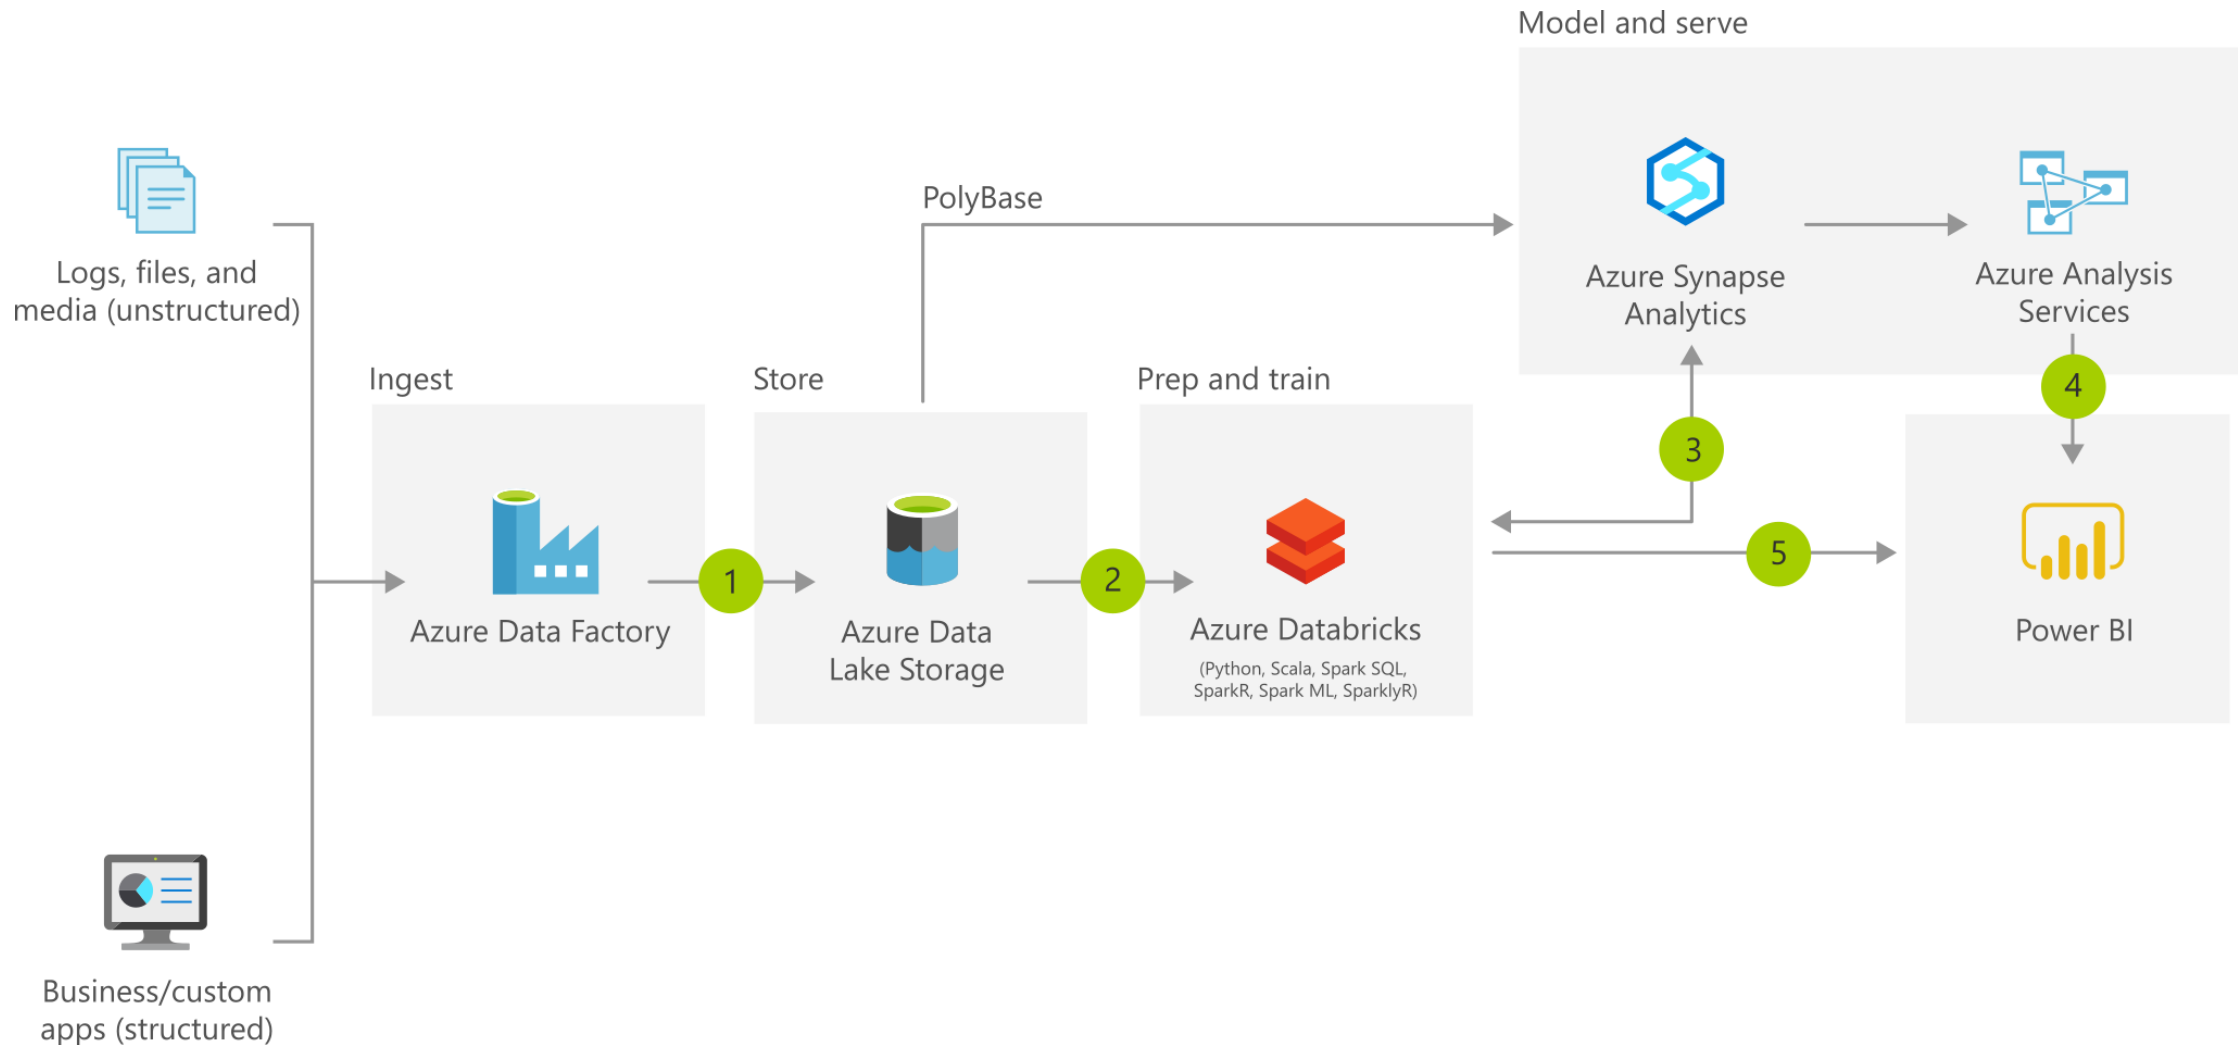 Model and serve
PolyBase
Logs, files, and
media (unstructured)
Azure Synapse
Analytics
Azure Analysis
Services
Ingest
Store
Prep and train
4
3
1
2
5
Azure Data Factory
Azure Data
Lake Storage
Azure Databricks
(Python, Scala, Spark SQL,
SparkR, Spark ML, SparklyR)
Power BI
Business/custom
apps (structured)